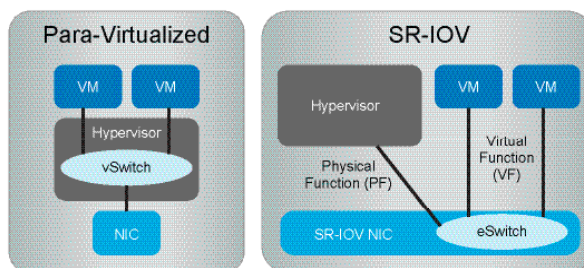 Para-Virtualized
VM VM
Hypervisor
vSwitch
NIC
SR-IOV
Hypervisor
VM VM
Physical
Function (PF)
Virtual
Function
(VF)
SR-IOV NIC
eSwitch